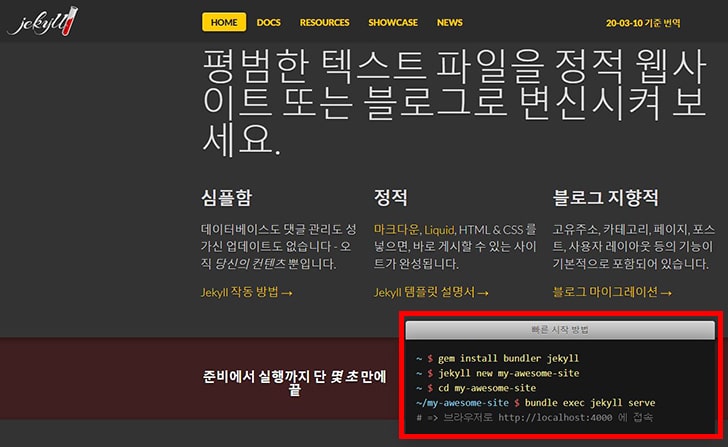 jekyll
HOME DOCS RESOURCES SHOWCASE NEWS 20-03-10 기준 번역
평범한 텍스트 파일을 정적 웹사
이트 또는 블로그로 변신시켜 보
세요.
심플함
데이터베이스도 댓글 관리도 성
가신 업데이트도 없습니다 - 오
직 당신의 컨텐츠 뿐입니다.
Jekyll 작동 방법 →
정적
마크다운, Liquid, HTML & CSS 를
넣으면, 바로 게시할 수 있는 사이
트가 완성됩니다.
Jekyll 템플릿 설명서 →
블로그 지향적
고유주소, 카테고리, 페이지, 포스
트, 사용자 레이아웃 등의 기능이
기본적으로 포함되어 있습니다.
블로그 마이그레이션 →
준비에서 실행까지 단 몇 초 만에
끝
빠른 시작 방법
~ $ gem install bundler jekyll
~ $ jekyll new my-awesome-site
~ $ cd my-awesome-site
~/my-awesome-site $ bundle exec jekyll serve
# => 브라우저로 http://localhost:4000 에 접속